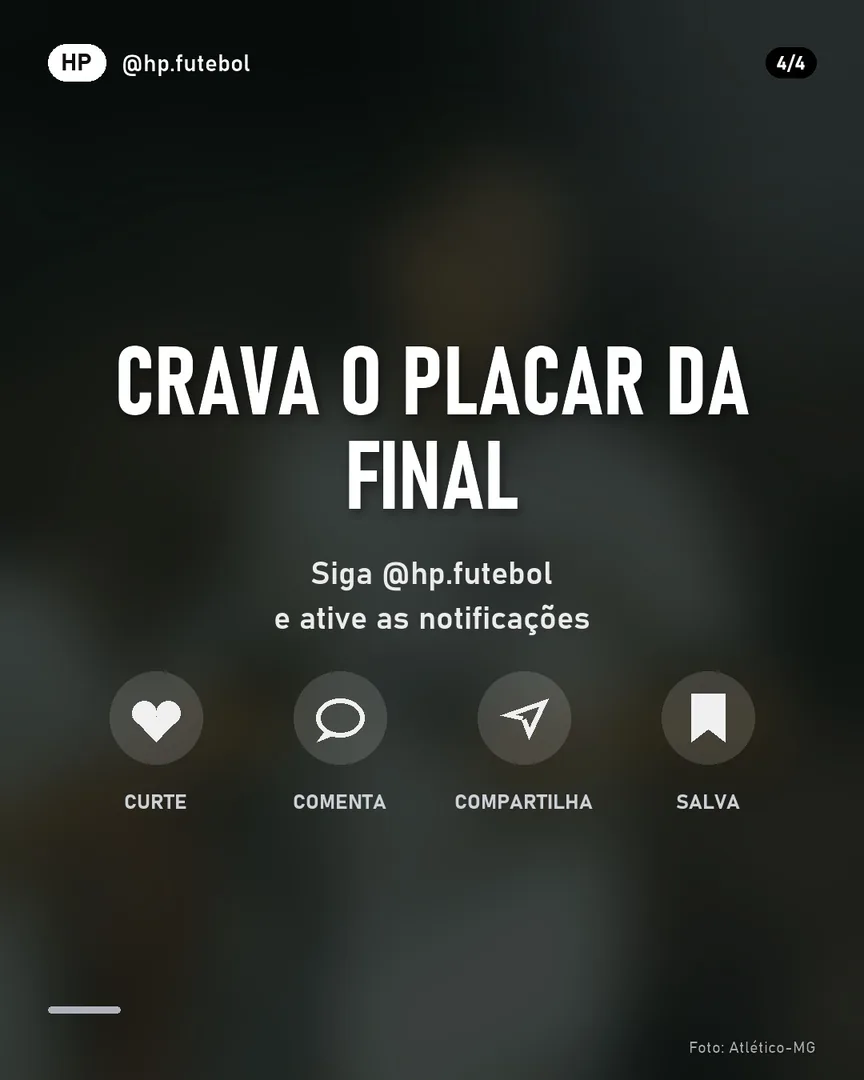 HP @hp.futebol 4/4
CRAVA O PLACAR DA
FINAL
Siga @hp.futebol
e ative as notificações
CURTE COMENTA COMPARTILHA SALVA
Foto: Atlético-MG